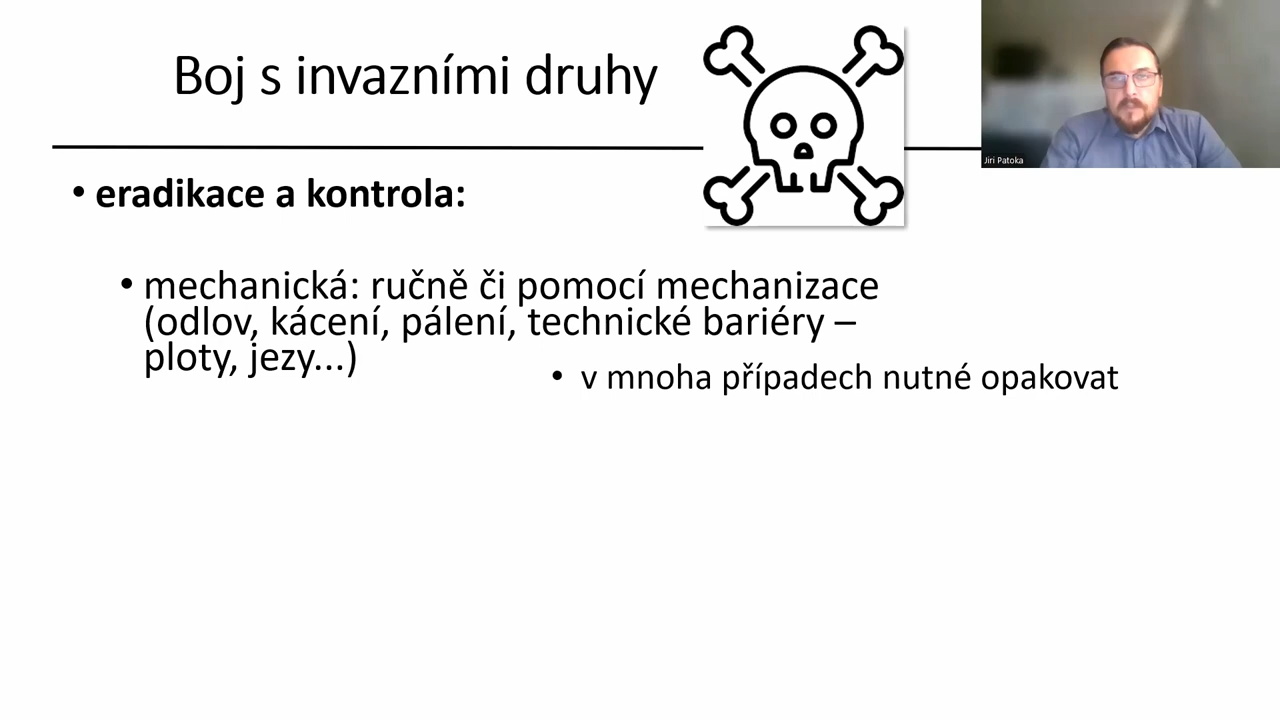 Boj s invazními druhy
Jiri Patoka
• eradikace a kontrola:
• mechanická: ručně či pomocí mechanizace
(odlov, kácení, pálení, technické bariéry –
ploty, jezy...)
• v mnoha případech nutné opakovat